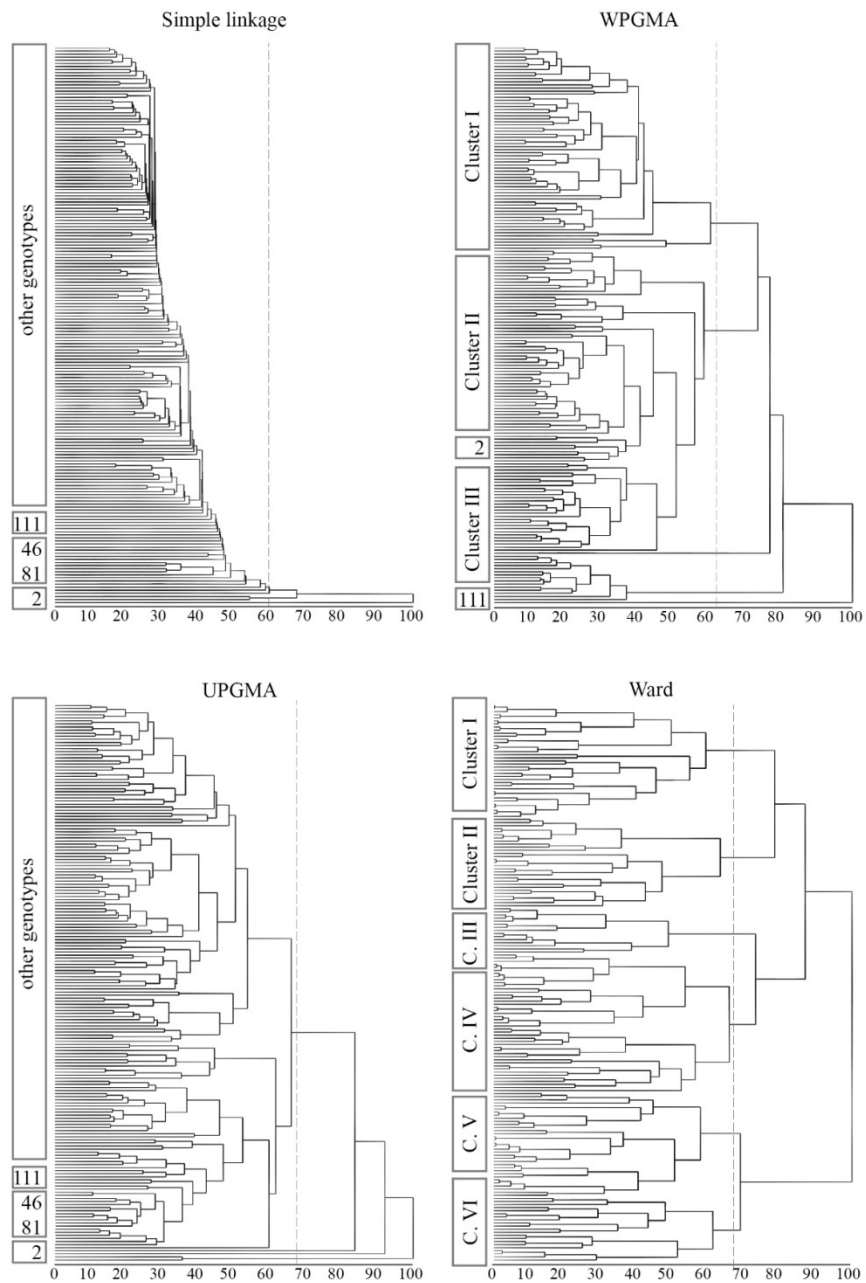 Simple linkage
other genotypes
111
46
81
2
0 10 20 30 40 50 60 70 80 90 100
WPGMA
Cluster I
Cluster II
2
Cluster III
111
0 10 20 30 40 50 60 70 80 90 100
UPGMA
other genotypes
111
46
81
2
0 10 20 30 40 50 60 70 80 90 100
Ward
Cluster I
Cluster II
C. III
C. IV
C. V
C. VI
0 10 20 30 40 50 60 70 80 90 100